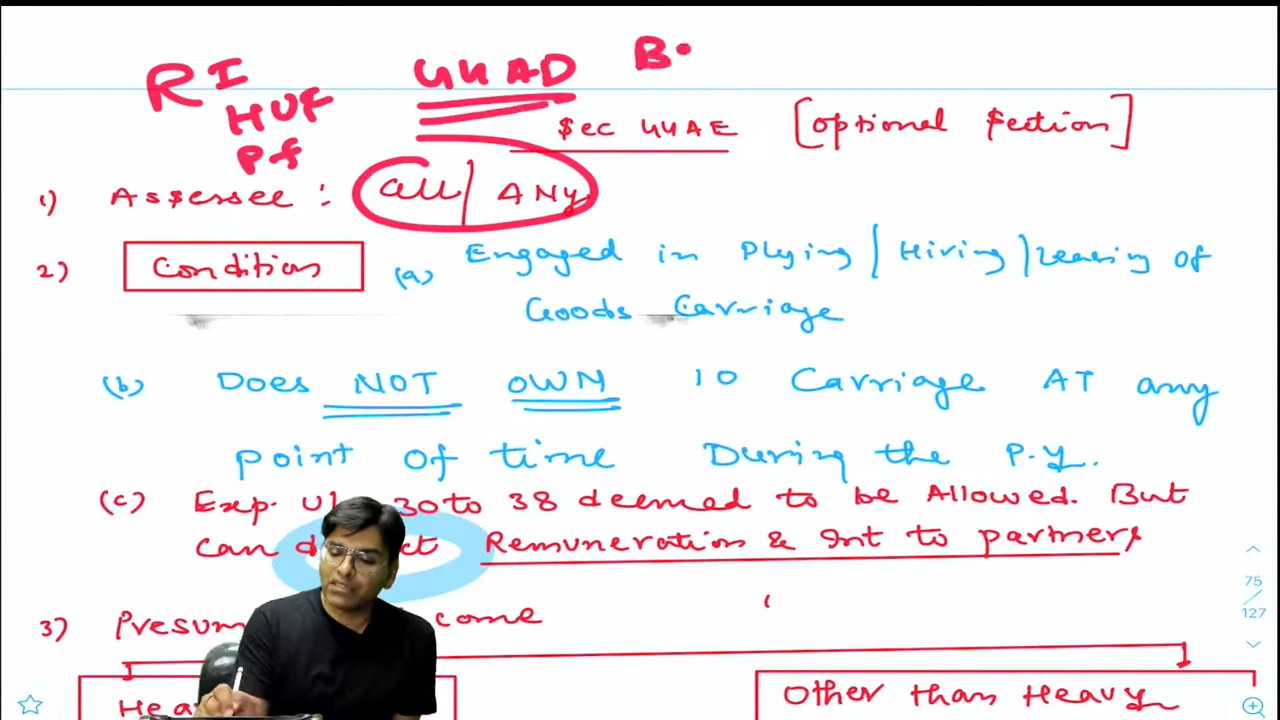 RI 44AD B.
HUF
Pf
Sec 44AE [optional Section]
1) Assessee : All / ANY
2) Condition (a) Engaged in Plying / Hiring / Leasing of
Goods Carriage
(b) Does NOT OWN 10 Carriage AT any
point of time During the P.Y.
(c) Exp. 30 to 38 deemed to be Allowed. But
can Remuneration & Int to partners
3)
Other than Heavy
75
/
127